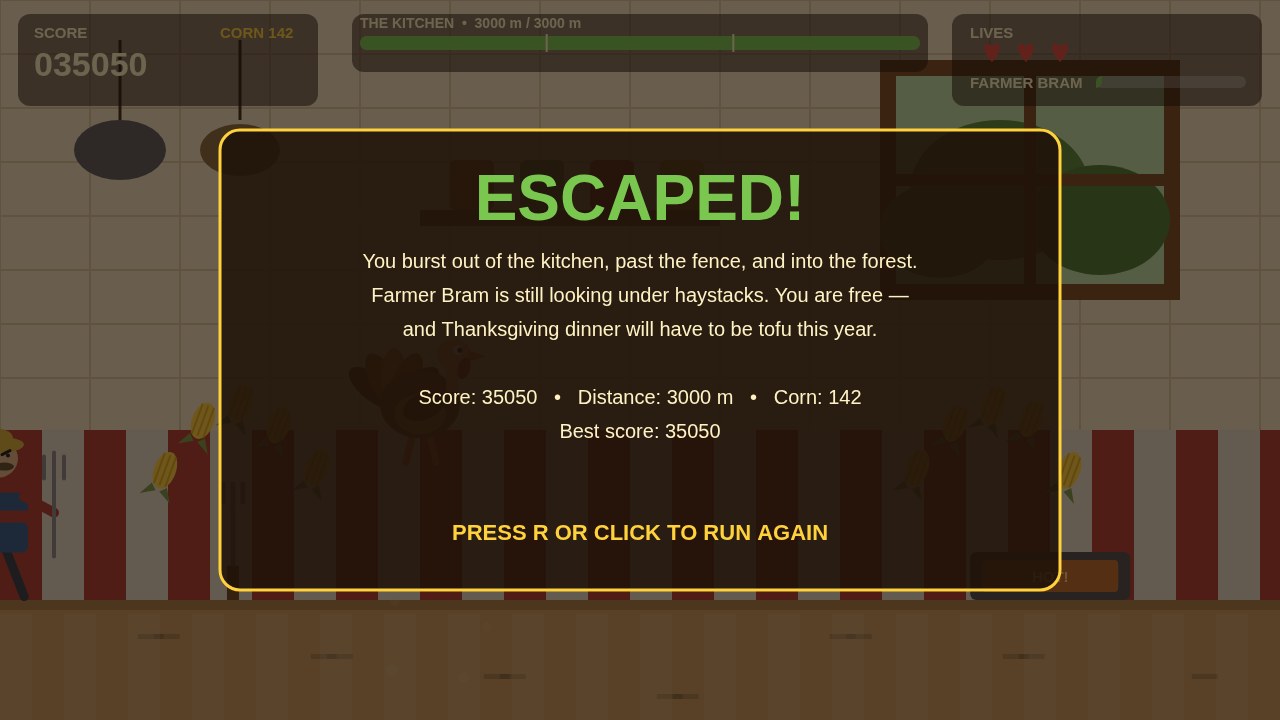 SCORE
CORN 142
035050
THE KITCHEN • 3000 m / 3000 m
LIVES
FARMER BRAM
ESCAPED!
You burst out of the kitchen, past the fence, and into the forest.
Farmer Bram is still looking under haystacks. You are free —
and Thanksgiving dinner will have to be tofu this year.
Score: 35050 • Distance: 3000 m • Corn: 142
Best score: 35050
PRESS R OR CLICK TO RUN AGAIN
HOT!